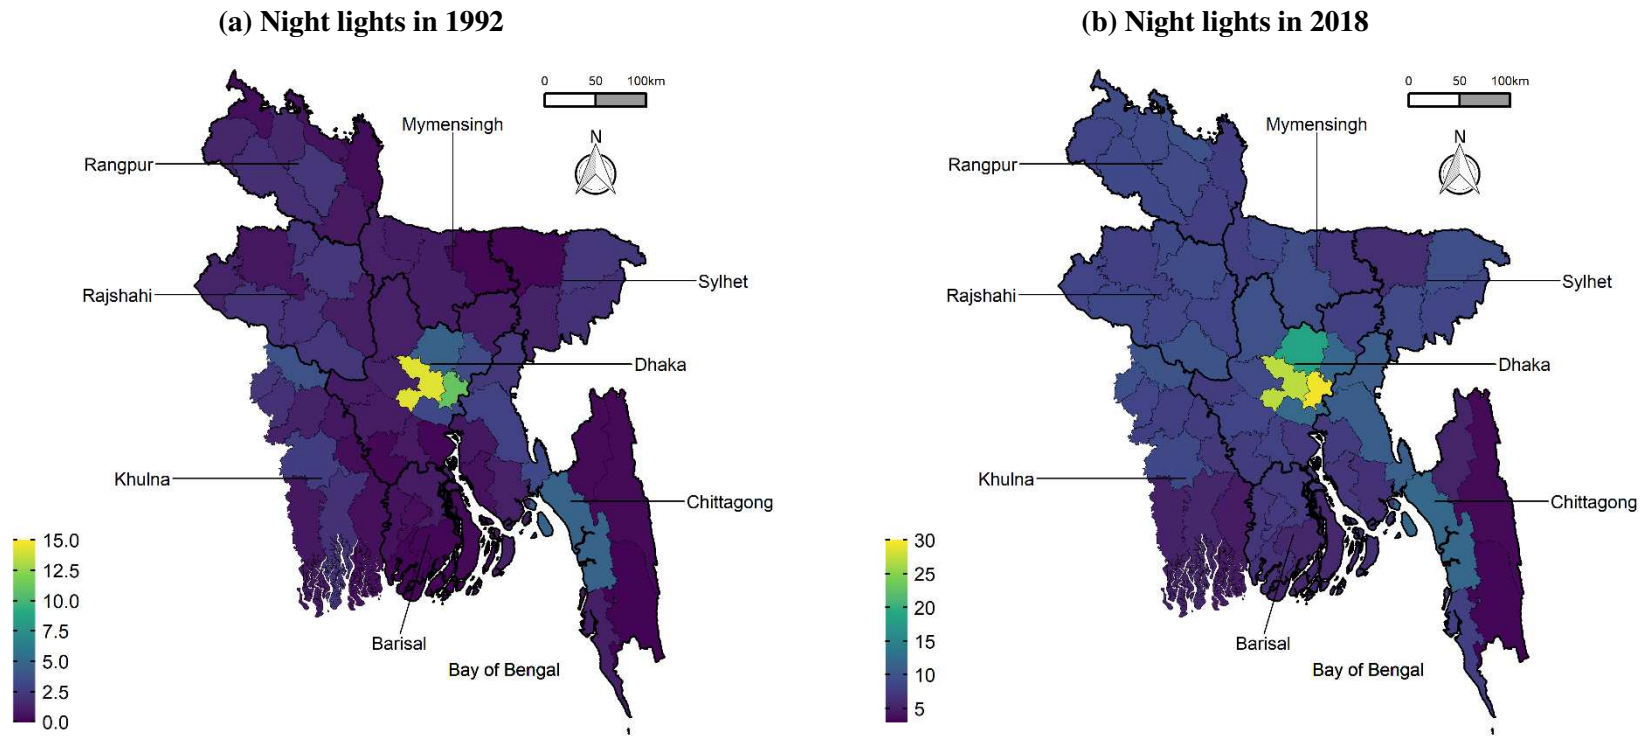 (a) Night lights in 1992
0 50 100km
N
Mymensingh
Rangpur
Sylhet
Rajshahi
Dhaka
Khulna
Chittagong
Barisal
Bay of Bengal
15.0
12.5
10.0
7.5
5.0
2.5
0.0
(b) Night lights in 2018
0 50 100km
N
Mymensingh
Rangpur
Sylhet
Rajshahi
Dhaka
Khulna
Chittagong
Barisal
Bay of Bengal
30
25
20
15
10
5